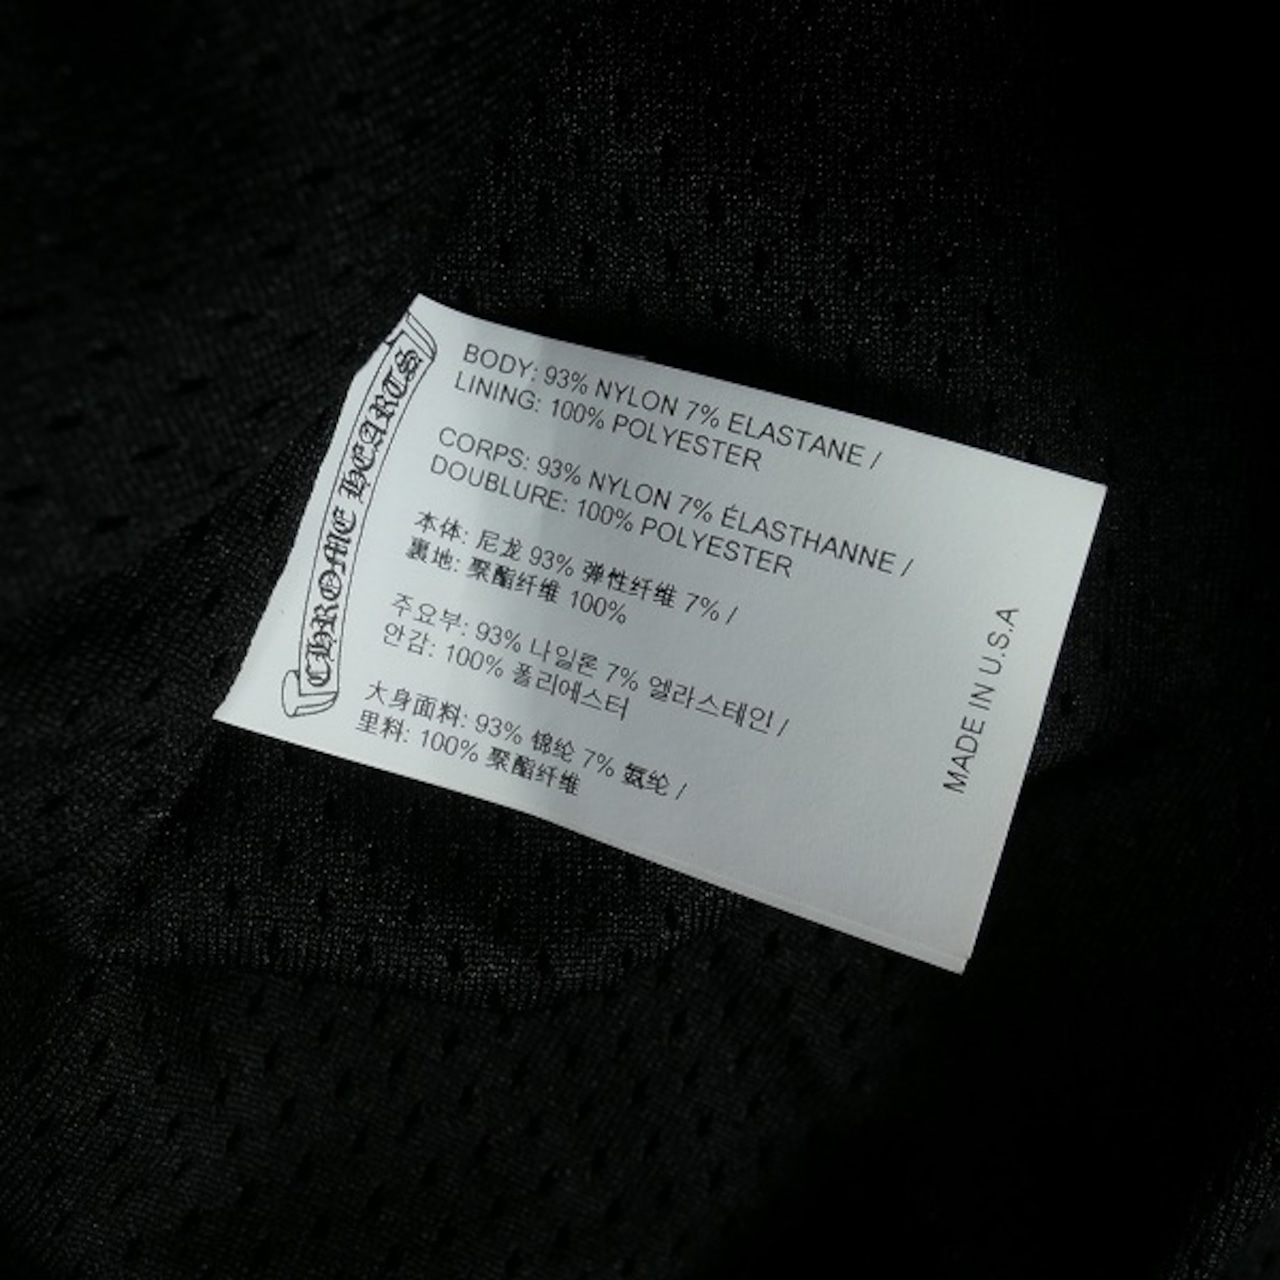 CHROME HEARTS
BODY: 93% NYLON 7% ELASTANE /
LINING: 100% POLYESTER
CORPS: 93% NYLON 7% ÉLASTHANNE /
DOUBLURE: 100% POLYESTER
本体: 尼龙 93% 弹性纤维 7% /
裏地: 聚酯纤维 100%
주요부: 93% 나일론 7% 엘라스테인 /
안감: 100% 폴리에스터
大身面料: 93% 锦纶 7% 氨纶 /
里料: 100% 聚酯纤维
MADE IN U.S.A